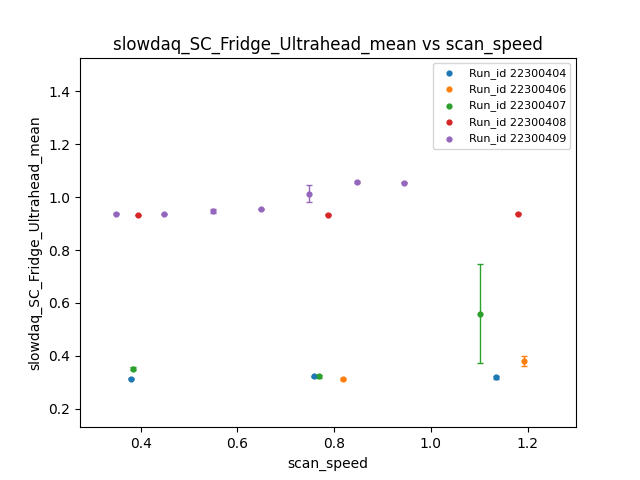 slowdaq_SC_Fridge_Ultrahead_mean vs scan_speed
Run_id 22300404
Run_id 22300406
Run_id 22300407
Run_id 22300408
Run_id 22300409
slowdaq_SC_Fridge_Ultrahead_mean
1.4
1.2
1.0
0.8
0.6
0.4
0.2
0.4
0.6
0.8
1.0
1.2
scan_speed